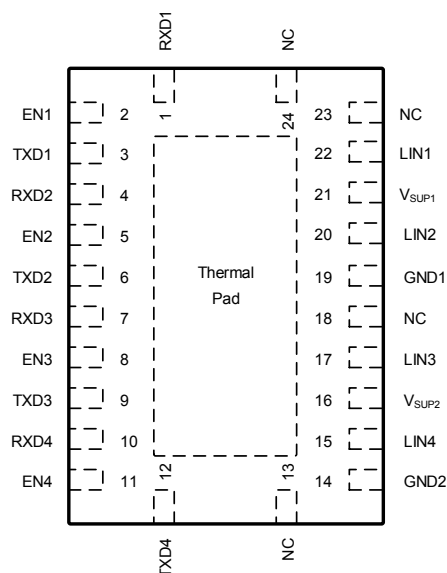 RXD1
NC
1
24
EN1 2 23 NC
TXD1 3 22 LIN1
RXD2 4 21 VSUP1
EN2 5 20 LIN2
TXD2 6 19 GND1
RXD3 7 18 NC
EN3 8 17 LIN3
TXD3 9 16 VSUP2
RXD4 10 15 LIN4
EN4 11 14 GND2
Thermal
Pad
12
13
TXD4
NC